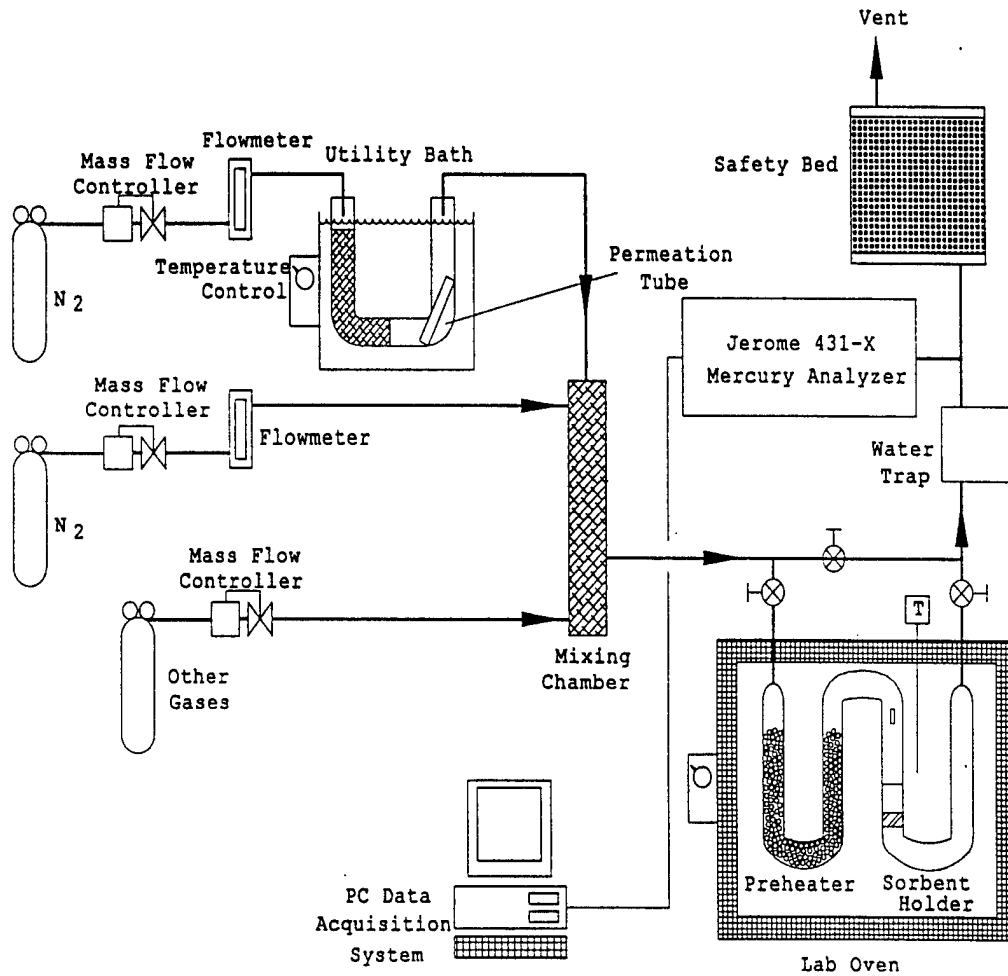 Vent
Flowmeter
Mass Flow
Controller
Utility Bath
Safety Bed
Temperature
Control
Permeation
Tube
N2
Jerome 431-X
Mercury Analyzer
Mass Flow
Controller
Flowmeter
Water
Trap
N2
Mass Flow
Controller
T
Mixing
Chamber
Other
Gases
Preheater
Sorbent
Holder
PC Data
Acquisition
System
Lab Oven